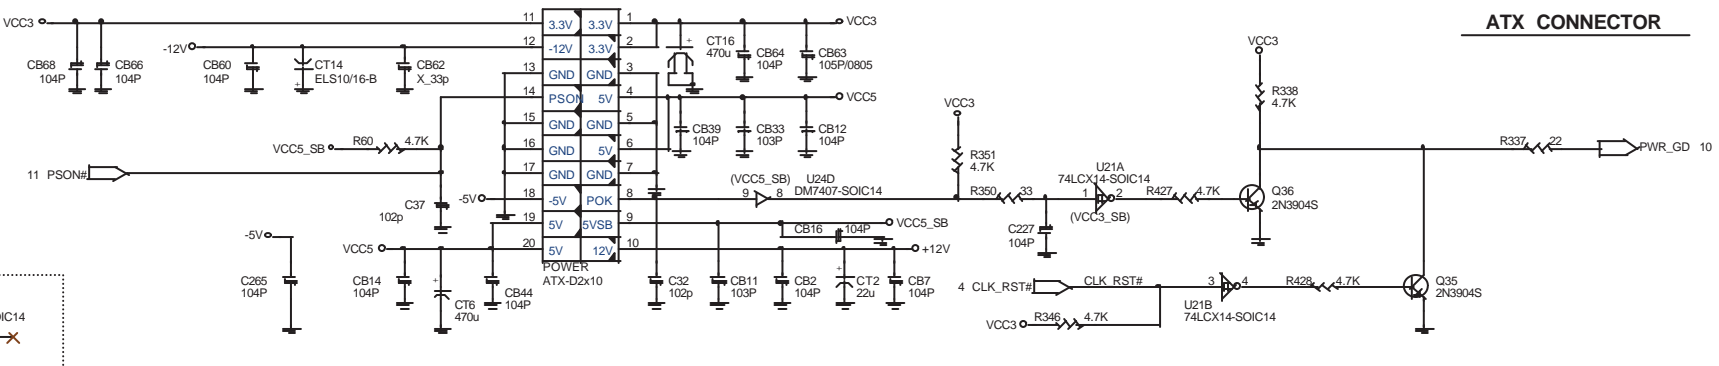 ATX CONNECTOR
VCC3
CB68
104P
CB66
104P
-12V
CB60
104P
CT14
ELS10/16-B
CB62
X_33p
11
12
13
14
15
16
17
18
19
20
3.3V
-12V
GND
PSON
GND
GND
GND
-5V
5V
5V
3.3V
3.3V
GND
5V
GND
5V
GND
POK
5VSB
12V
1
2
3
4
5
6
7
8
9
10
POWER
ATX-D2x10
VCC3
CT16
470u
CB64
104P
CB63
105P/0805
VCC5
CB39
104P
CB33
103P
CB12
104P
VCC5_SB
R60
4.7K
11 PSON#
C37
102p
-5V
-5V
C265
104P
VCC5
CB14
104P
CT6
470u
CB44
104P
VCC5_SB
CB16
104P
+12V
C32
102p
CB11
103P
CB2
104P
CT2
22u
CB7
104P
(VCC5_SB)
U24D
DM7407-SOIC14
9
8
VCC3
R351
4.7K
R350
33
C227
104P
U21A
74LCX14-SOIC14
1
2
(VCC3_SB)
R427
4.7K
VCC3
R338
4.7K
Q36
2N3904S
R337
22
PWR_GD 10
4 CLK_RST#
CLK_RST#
VCC3
R346
4.7K
3
4
U21B
74LCX14-SOIC14
R428
4.7K
Q35
2N3904S
IC14